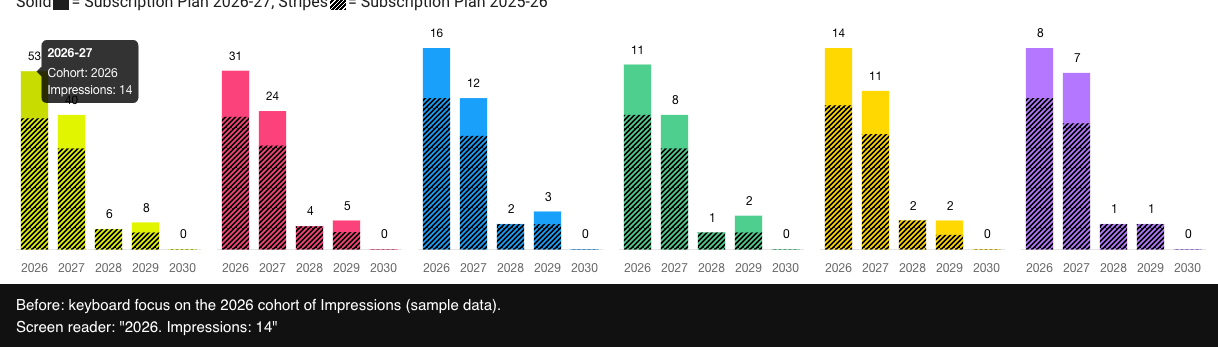 Solid = Subscription Plan 2026-27, Stripes = Subscription Plan 2025-26
53 40 6 8 0
2026-27
Cohort: 2026
Impressions: 14
31 24 4 5 0
16 12 2 3 0
11 8 1 2 0
14 11 2 2 0
8 7 1 1 0
2026 2027 2028 2029 2030 2026 2027 2028 2029 2030 2026 2027 2028 2029 2030 2026 2027 2028 2029 2030 2026 2027 2028 2029 2030 2026 2027 2028 2029 2030
Before: keyboard focus on the 2026 cohort of Impressions (sample data).
Screen reader: "2026. Impressions: 14"